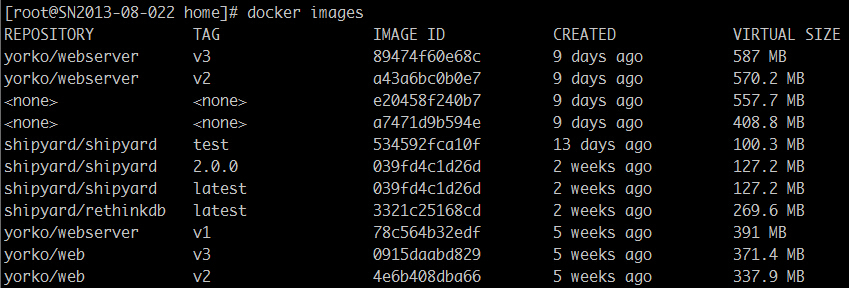 [root@SN2013-08-022 home]# docker images
REPOSITORY TAG IMAGE ID CREATED VIRTUAL SIZE
yorko/webserver v3 89474f60e68c 9 days ago 587 MB
yorko/webserver v2 a43a6bc0b0e7 9 days ago 570.2 MB
<none> <none> e20458f240b7 9 days ago 557.7 MB
<none> <none> a7471d9b594e 9 days ago 408.8 MB
shipyard/shipyard test 534592fca10f 13 days ago 100.3 MB
shipyard/shipyard 2.0.0 039fd4c1d26d 2 weeks ago 127.2 MB
shipyard/shipyard latest 039fd4c1d26d 2 weeks ago 127.2 MB
shipyard/rethinkdb latest 3321c25168cd 2 weeks ago 269.6 MB
yorko/webserver v1 78c564b32edf 5 weeks ago 391 MB
yorko/web v3 0915daabd829 5 weeks ago 371.4 MB
yorko/web v2 4e6b408dba66 5 weeks ago 337.9 MB